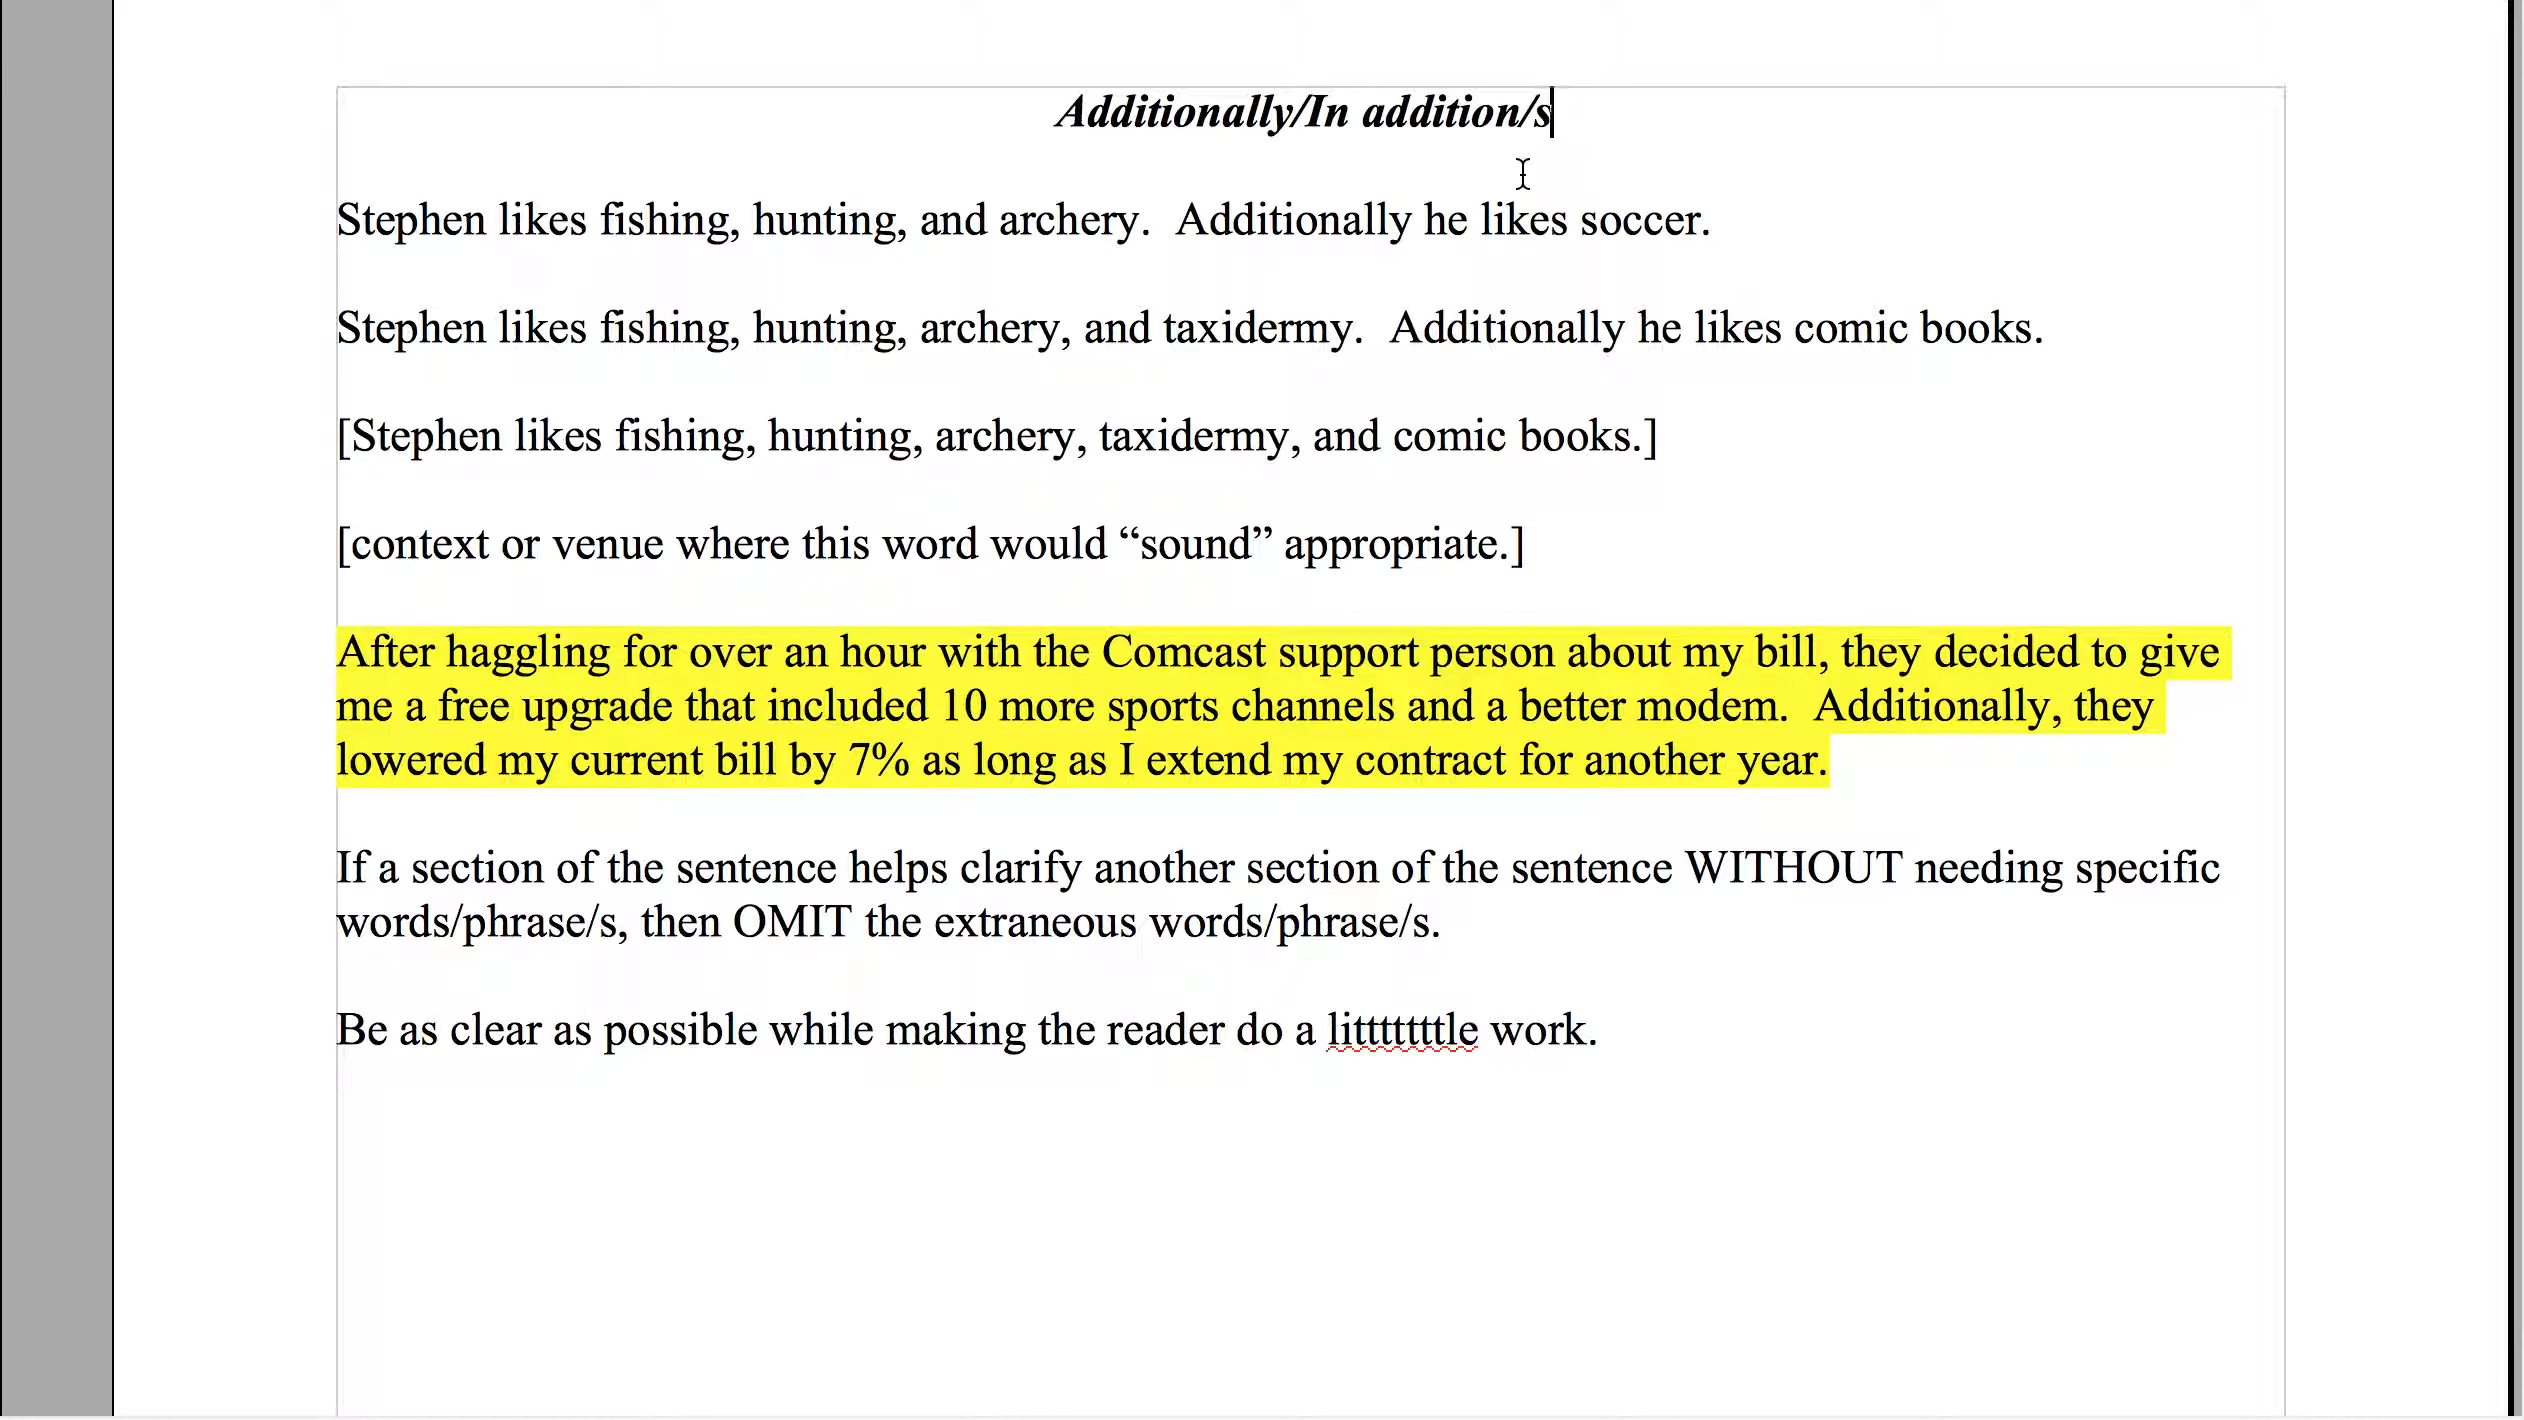 Additionally/In addition/s
Stephen likes fishing, hunting, and archery.  Additionally he likes soccer.
Stephen likes fishing, hunting, archery, and taxidermy.  Additionally he likes comic books.
[Stephen likes fishing, hunting, archery, taxidermy, and comic books.]
[context or venue where this word would “sound” appropriate.]
After haggling for over an hour with the Comcast support person about my bill, they decided to give
me a free upgrade that included 10 more sports channels and a better modem.  Additionally, they
lowered my current bill by 7% as long as I extend my contract for another year.
If a section of the sentence helps clarify another section of the sentence WITHOUT needing specific
words/phrase/s, then OMIT the extraneous words/phrase/s.
Be as clear as possible while making the reader do a littttttttle work.